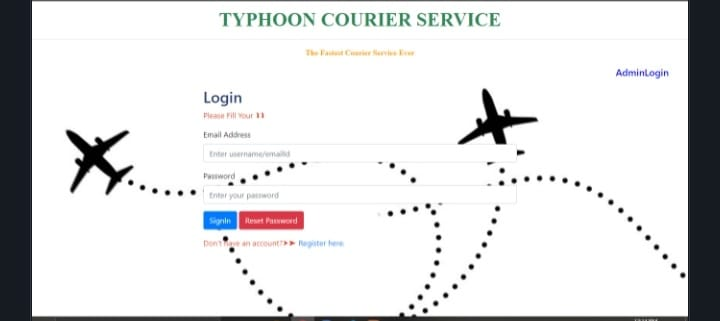 TYPHOON COURIER SERVICE
The Fastest Courier Service Ever
AdminLogin
Login
Please Fill Your
Email Address
Enter username/emailid
Password
Enter your password
SignIn Reset Password
Don't have an account? Register here